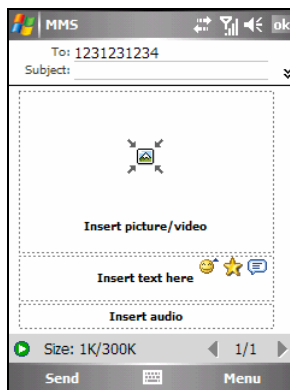 MMS
ok
To: 1231231234
Subject:
Insert picture/video
Insert text here
Insert audio
Size: 1K/300K 1/1
Send Menu